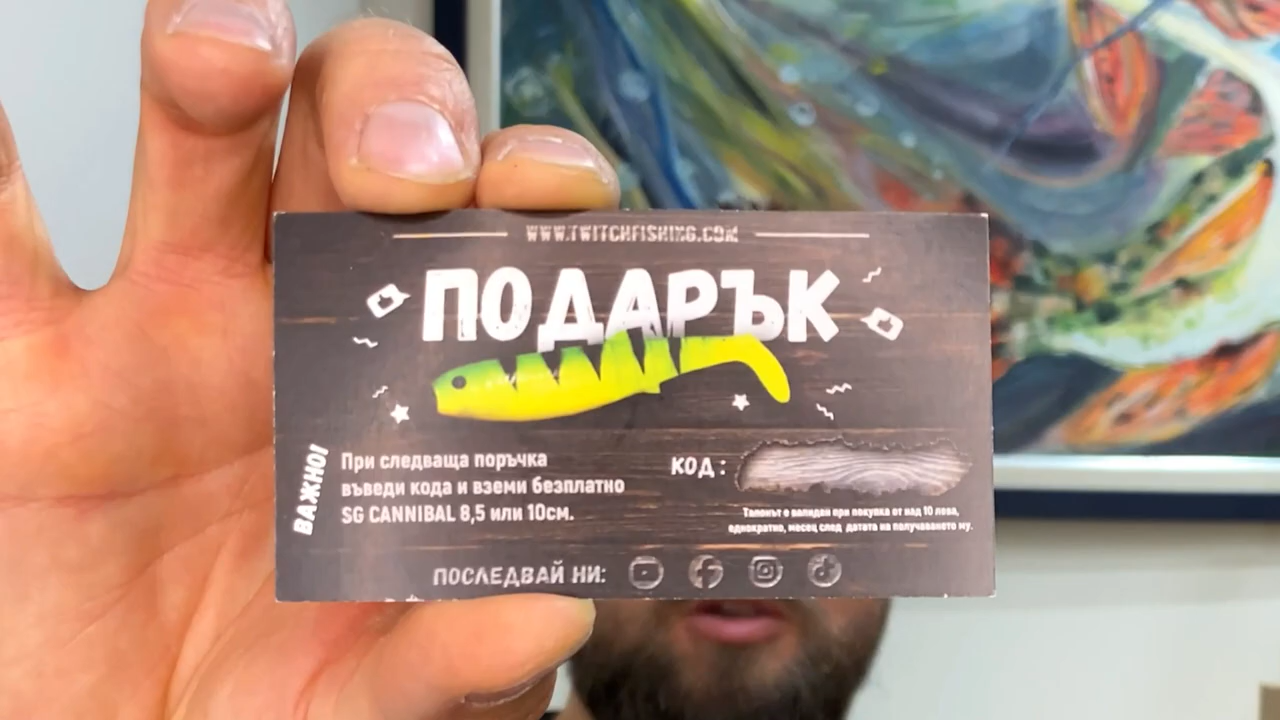 WWW.TWITCHFISHING.COM
ПОДАРЪК
ВАЖНО!
При следваща поръчка
въведи кода и вземи безплатно
SG CANNIBAL 8,5 или 10см.
КОД:
Талонът е валиден при покупка от над 10 лева,
еднократно, месец след датата на получаването му.
ПОСЛЕДВАЙ НИ: